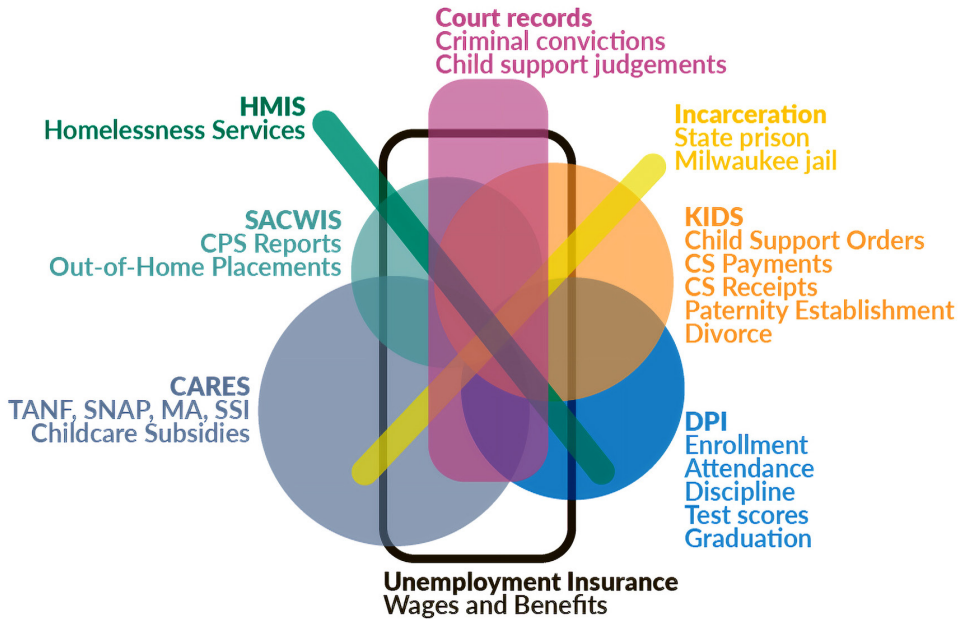 Court records
Criminal convictions
Child support judgements
HMIS
Homelessness Services
Incarceration
State prison
Milwaukee jail
SACWIS
CPS Reports
Out-of-Home Placements
KIDS
Child Support Orders
CS Payments
CS Receipts
Paternity Establishment
Divorce
CARES
TANF, SNAP, MA, SSI
Childcare Subsidies
DPI
Enrollment
Attendance
Discipline
Test scores
Graduation
Unemployment Insurance
Wages and Benefits